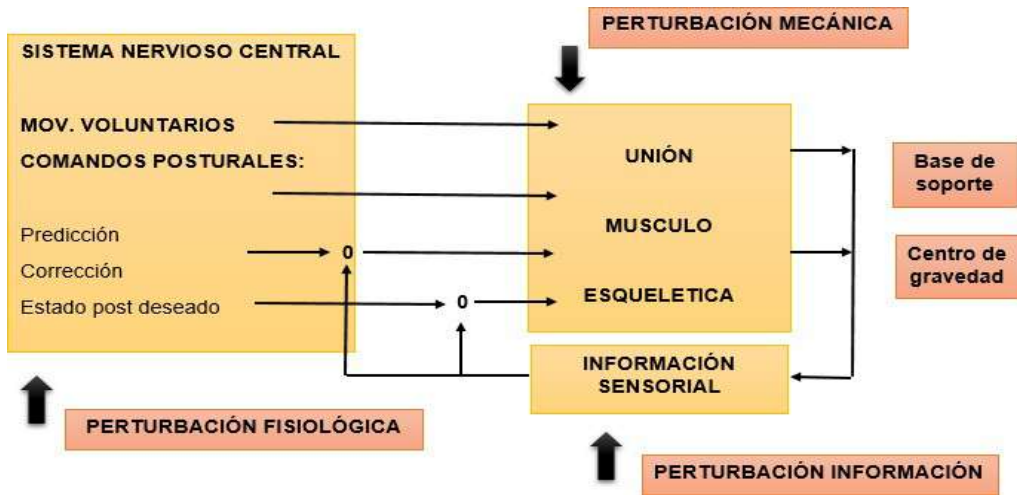 PERTURBACIÓN MECÁNICA
SISTEMA NERVIOSO CENTRAL
MOV. VOLUNTARIOS
COMANDOS POSTURALES:
Predicción
Corrección
Estado post deseado
0
0
UNIÓN
MUSCULO
ESQUELETICA
Base de
soporte
Centro de
gravedad
INFORMACIÓN
SENSORIAL
PERTURBACIÓN FISIOLÓGICA
PERTURBACIÓN INFORMACIÓN